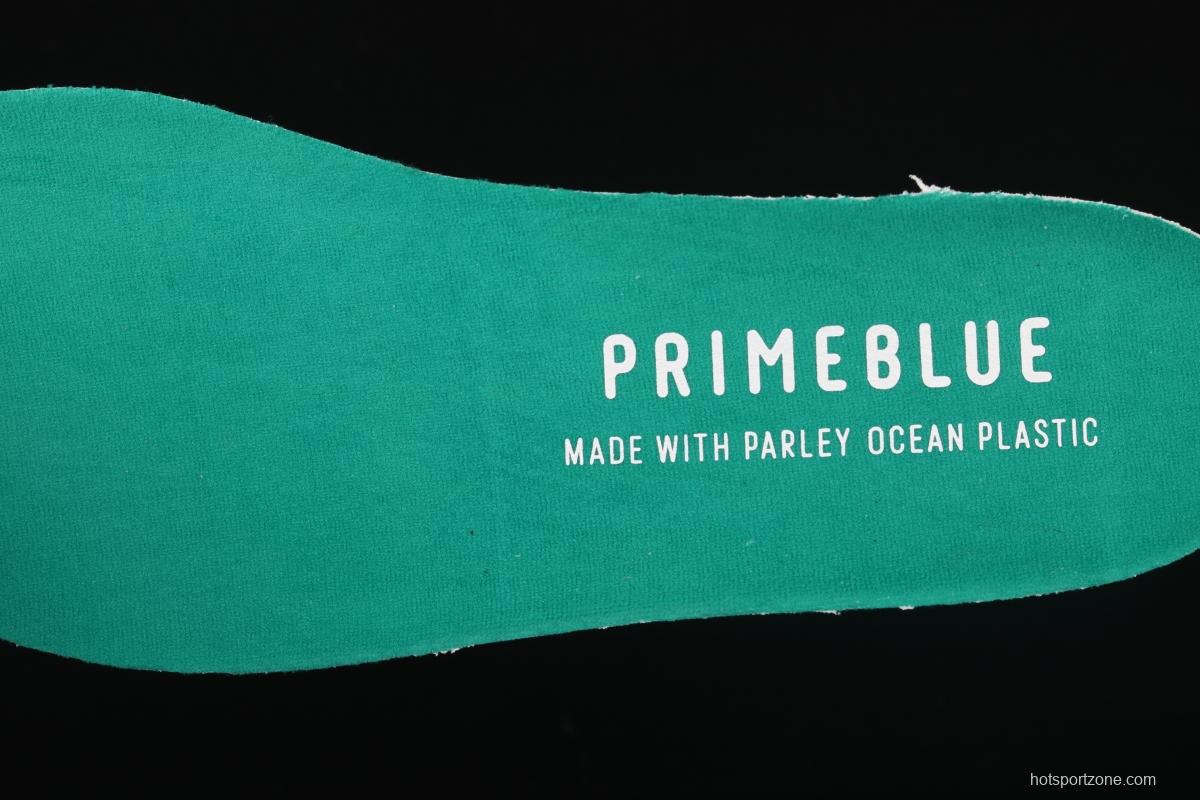 PRIMEBLUE
MADE WITH PARLEY OCEAN PLASTIC
hotsportzone.com